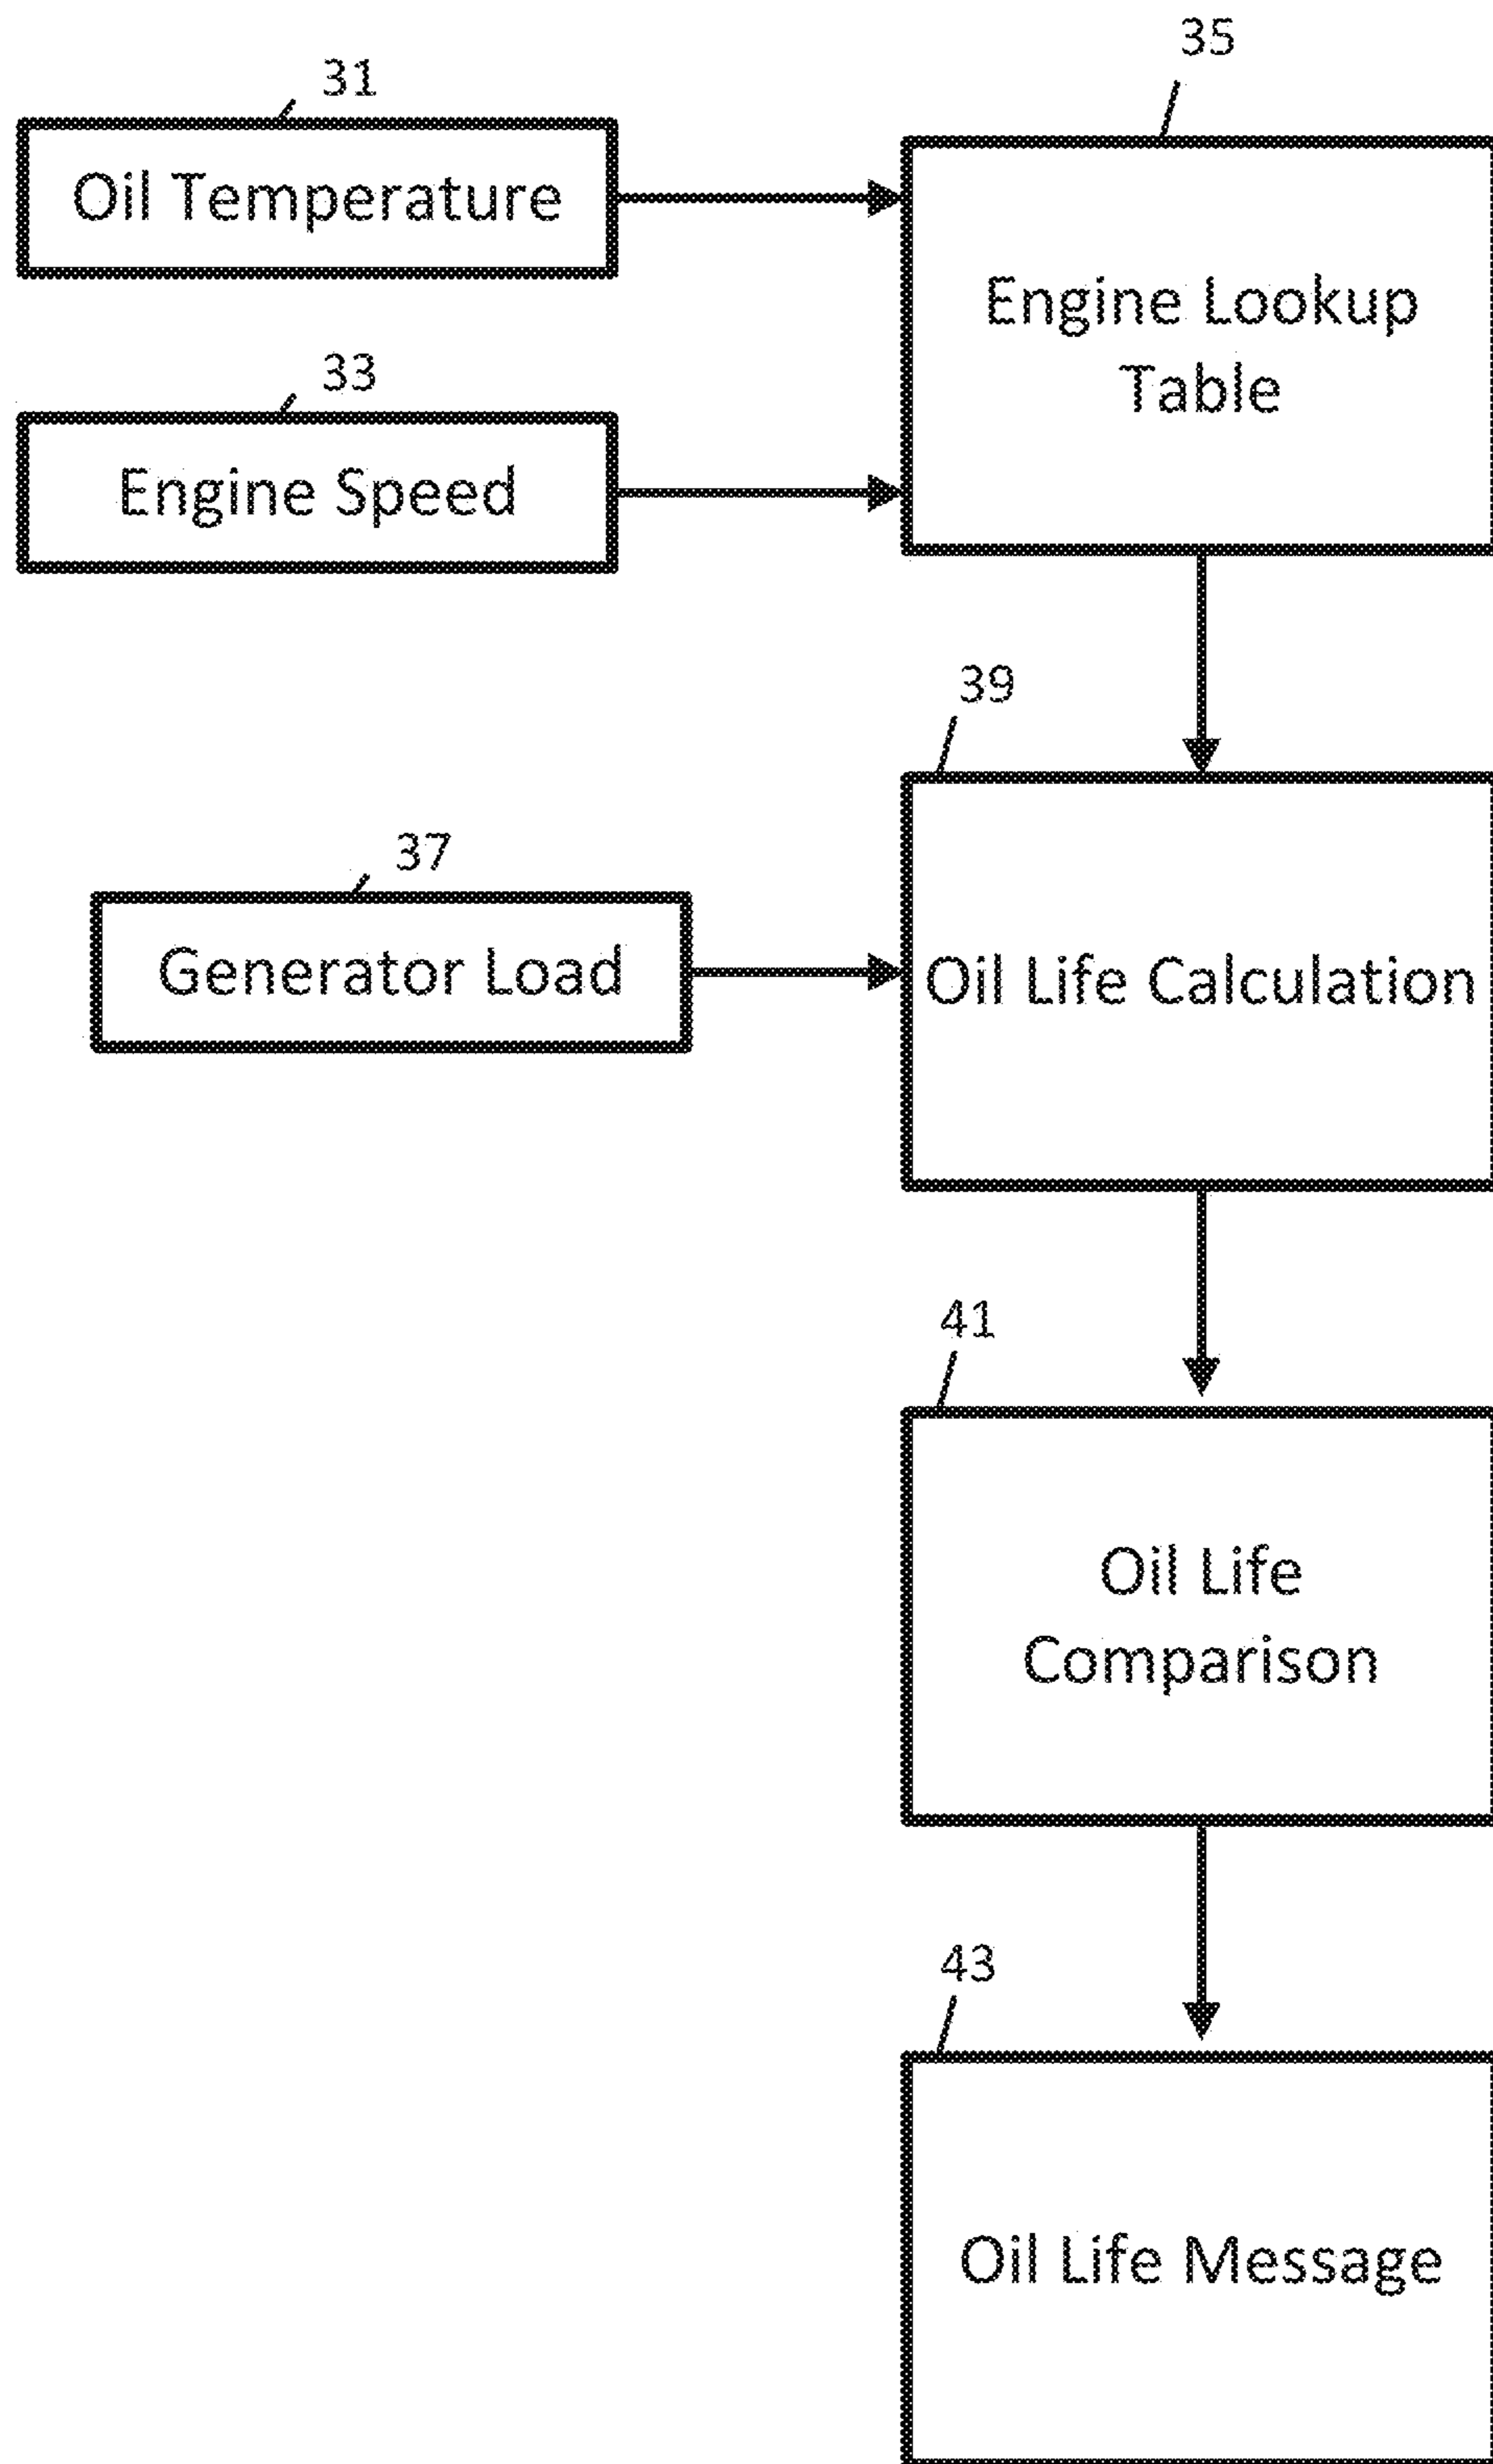 35
31
Oil Temperature
Engine Lookup
Table
33
Engine Speed
39
37
Generator Load
Oil Life Calculation
41
Oil Life
Comparison
43
Oil Life Message